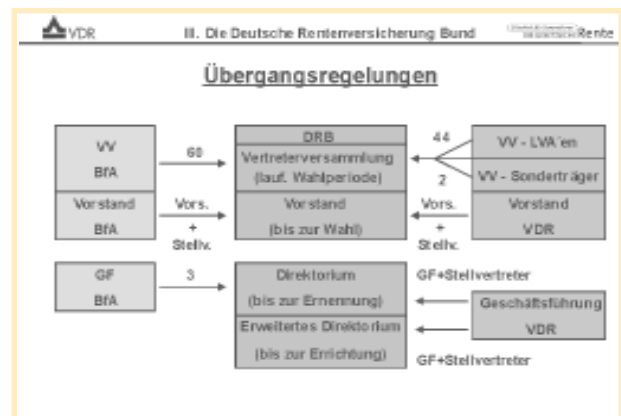 VDR
III. Die Deutsche Rentenversicherung Bund
Rente
Übergangsregelungen
VV
BfA
60
DRB
Vertreterversammlung
(lauf. Wahlperiode)
44
2
VV - LVA´en
VV - Sonderträger
Vorstand
BfA
Vors.
+
Stellv.
Vorstand
(bis zur Wahl)
Vors.
+
Stellv.
Vorstand
VDR
GF
BfA
3
Direktorium
(bis zur Ernennung)
GF+Stellvertreter
Geschäftsführung
VDR
Erweitertes Direktorium
(bis zur Errichtung)
GF+Stellvertreter